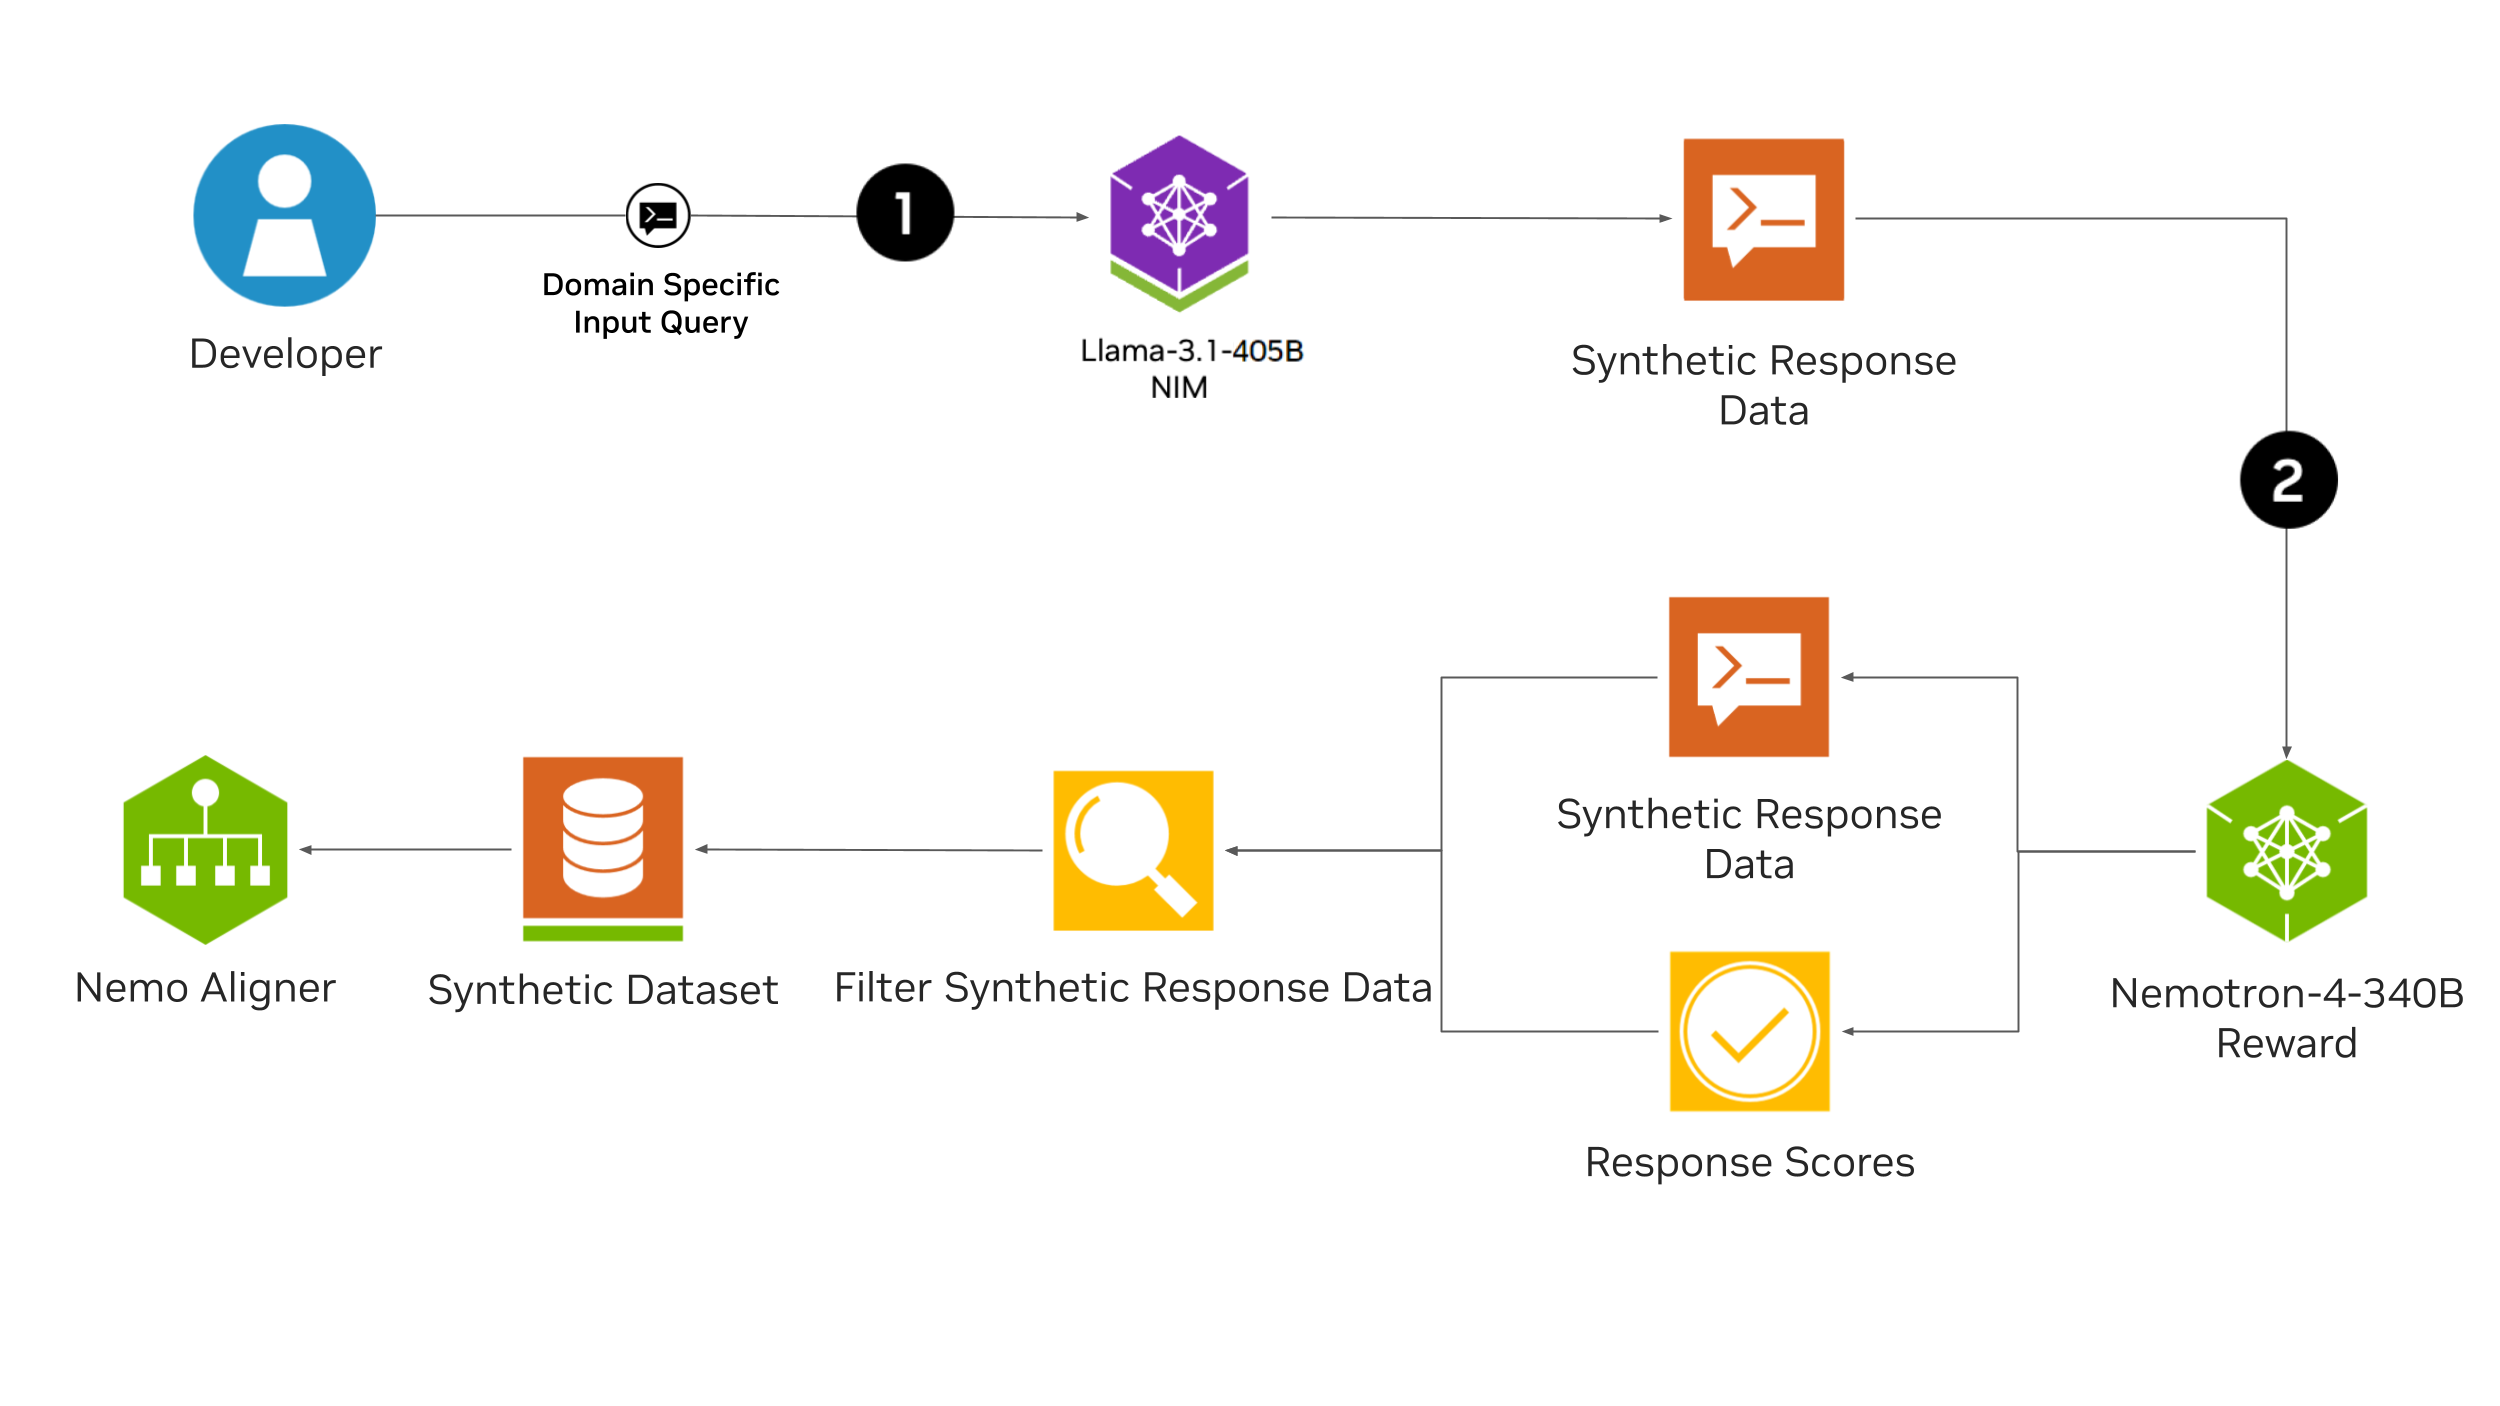 1
Domain Specific
Input Query
Developer
Llama-3.1-405B
NIM
Synthetic Response
Data
2
Synthetic Response
Data
Nemo Aligner
Synthetic Dataset
Filter Synthetic Response Data
Nemotron-4-340B
Reward
Response Scores